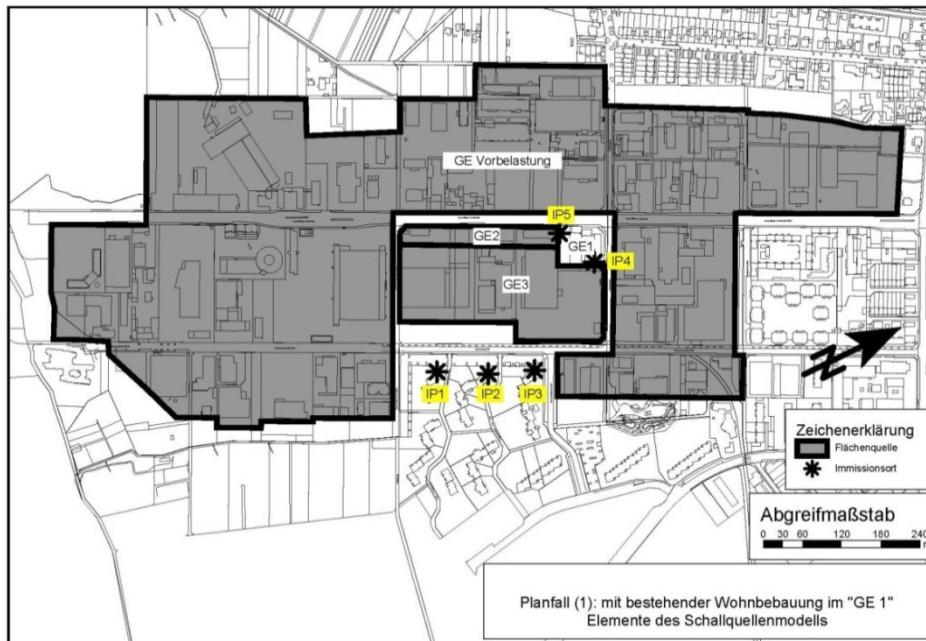 GE Vorbelastung
IP5
GE2
GE1
IP4
GE3
IP1
IP2
IP3
Zeichenerklärung
Flächenquelle
Immissionsort
Abgreifmaßstab
0 30 60 120 180 240
Planfall (1): mit bestehender Wohnbebauung im "GE 1"
Elemente des Schallquellenmodells